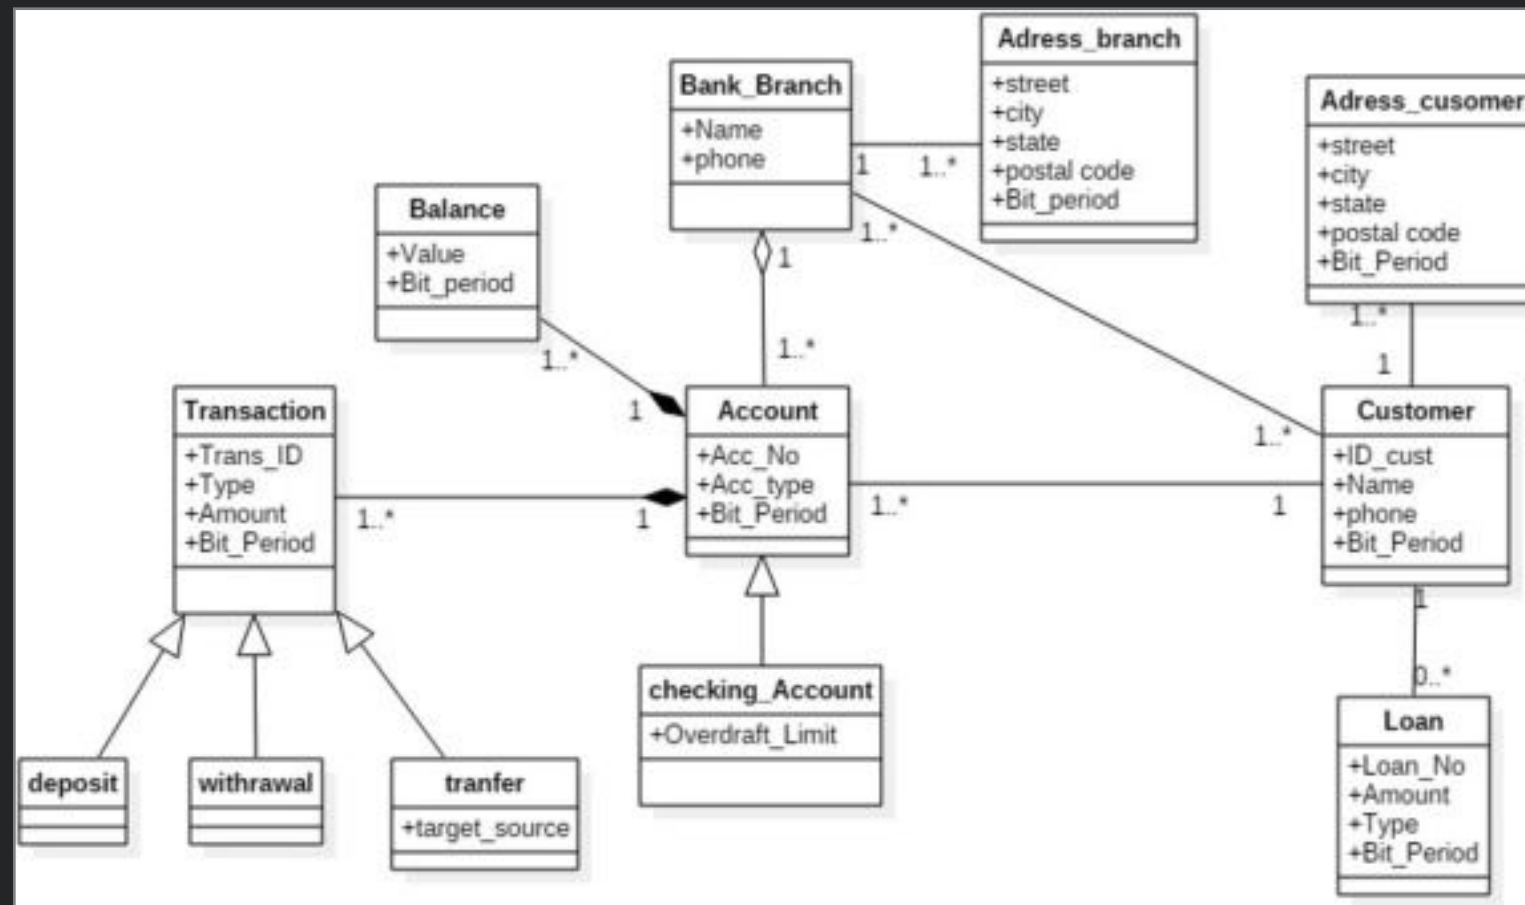 Adress_branch
+street
+city
+state
+postal code
+Bit_period
Bank_Branch
+Name
+phone
1
1..*
1..*
1
1..*
Adress_cusomer
+street
+city
+state
+postal code
+Bit_Period
1..*
1
Balance
+Value
+Bit_period
1..*
1
Transaction
+Trans_ID
+Type
+Amount
+Bit_Period
1..*
1
Account
+Acc_No
+Acc_type
+Bit_Period
1..*
1
1..*
Customer
+ID_cust
+Name
+phone
+Bit_Period
1
0..*
checking_Account
+Overdraft_Limit
deposit
withrawal
tranfer
+target_source
Loan
+Loan_No
+Amount
+Type
+Bit_Period